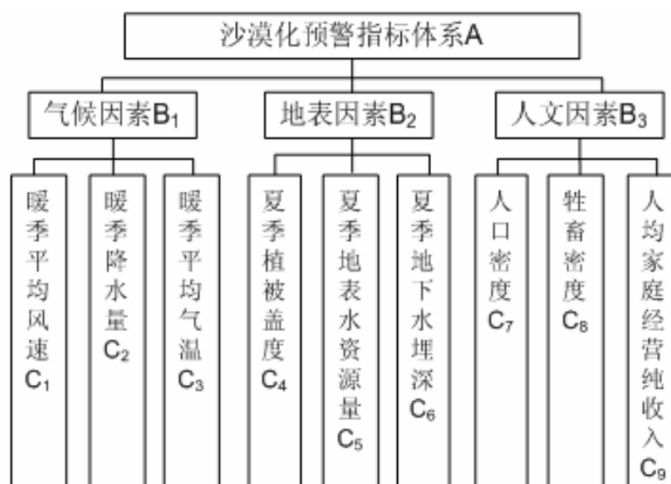 沙漠化预警指标体系A
气候因素B₁
地表因素B₂
人文因素B₃
暖季平均风速C₁
暖季降水量C₂
暖季平均气温C₃
夏季植被盖度C₄
夏季地表水资源量C₅
夏季地下水埋深C₆
人口密度C₇
牲畜密度C₈
人均家庭经营纯收入C₉